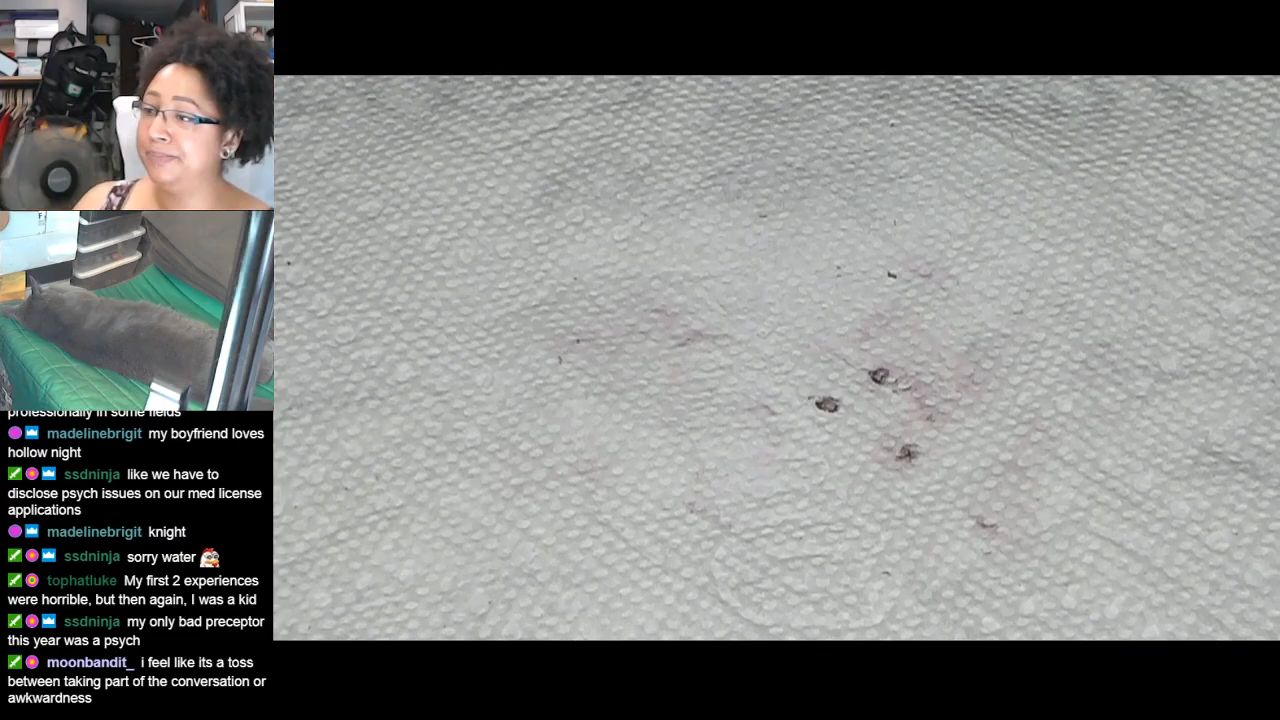 F
professionally in some fields
madelinebrigit my boyfriend loves
hollow night
ssdninja like we have to
disclose psych issues on our med license
applications
madelinebrigit knight
ssdninja sorry water
tophatluke My first 2 experiences
were horrible, but then again, I was a kid
ssdninja my only bad preceptor
this year was a psych
moonbandit_ i feel like its a toss
between taking part of the conversation or
awkwardness